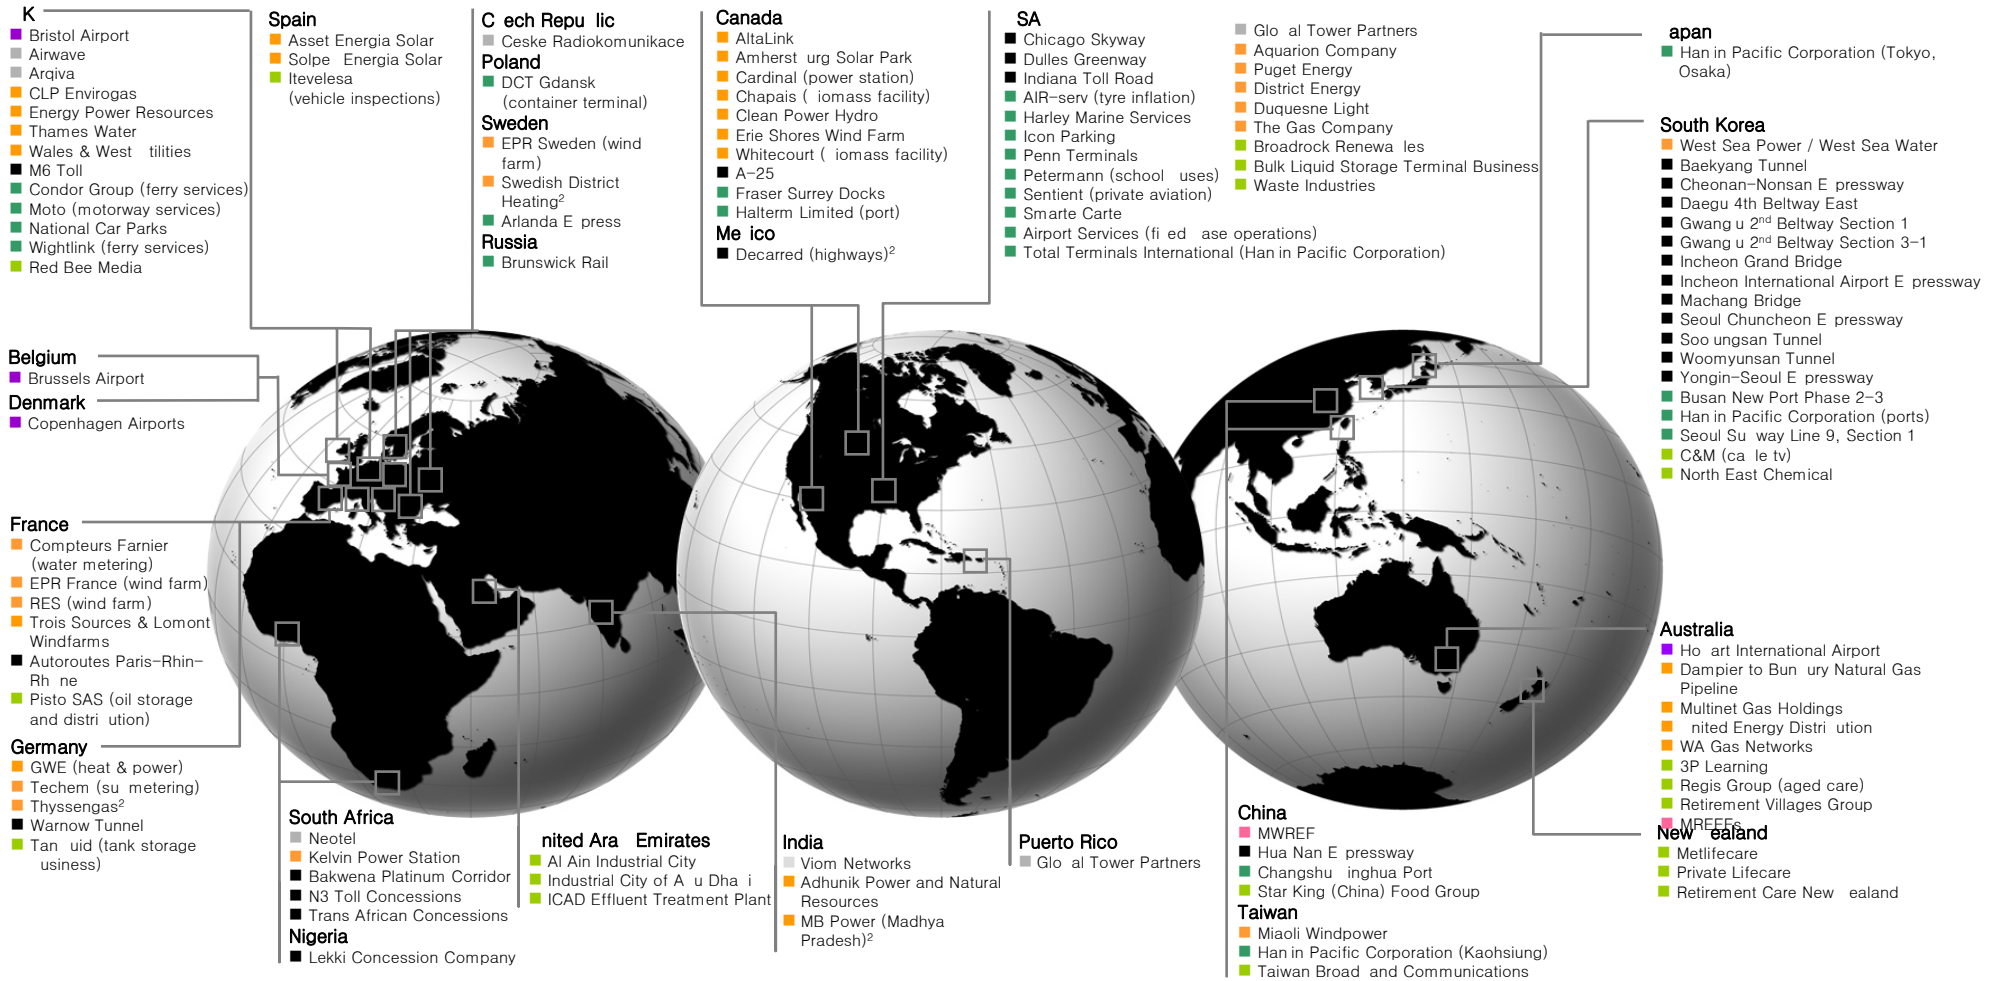 K
Bristol Airport
Airwave
Arqiva
CLP Envirogas
Energy Power Resources
Thames Water
Wales & West tilities
M6 Toll
Condor Group (ferry services)
Moto (motorway services)
National Car Parks
Wightlink (ferry services)
Red Bee Media
Spain
Asset Energia Solar
Solpe Energia Solar
Itevelesa
(vehicle inspections)
C ech Repu lic
Ceske Radiokomunikace
Poland
DCT Gdansk
(container terminal)
Sweden
EPR Sweden (wind
farm)
Swedish District
Heating2
Arlanda E press
Russia
Brunswick Rail
Canada
AltaLink
Amherst urg Solar Park
Cardinal (power station)
Chapais ( iomass facility)
Clean Power Hydro
Erie Shores Wind Farm
Whitecourt ( iomass facility)
A-25
Fraser Surrey Docks
Halterm Limited (port)
Me ico
Decarred (highways)2
SA
Chicago Skyway
Dulles Greenway
Indiana Toll Road
AIR-serv (tyre inflation)
Harley Marine Services
Icon Parking
Penn Terminals
Petermann (school uses)
Sentient (private aviation)
Smarte Carte
Airport Services (fi ed ase operations)
Total Terminals International (Han in Pacific Corporation)
Glo al Tower Partners
Aquarion Company
Puget Energy
District Energy
Duquesne Light
The Gas Company
Broadrock Renewa les
Bulk Liquid Storage Terminal Business
Waste Industries
apan
Han in Pacific Corporation (Tokyo,
Osaka)
South Korea
West Sea Power / West Sea Water
Baekyang Tunnel
Cheonan-Nonsan E pressway
Daegu 4th Beltway East
Gwang u 2nd Beltway Section 1
Gwang u 2nd Beltway Section 3-1
Incheon Grand Bridge
Incheon International Airport E pressway
Machang Bridge
Seoul Chuncheon E pressway
Soo ungsan Tunnel
Woomyunsan Tunnel
Yongin-Seoul E pressway
Busan New Port Phase 2-3
Han in Pacific Corporation (ports)
Seoul Su way Line 9, Section 1
C&M (ca le tv)
North East Chemical
Belgium
Brussels Airport
Denmark
Copenhagen Airports
France
Compteurs Farnier
(water metering)
EPR France (wind farm)
RES (wind farm)
Trois Sources & Lomont
Windfarms
Autoroutes Paris-Rhin-
Rh ne
Pisto SAS (oil storage
and distri ution)
Germany
GWE (heat & power)
Techem (su metering)
Thyssengas2
Warnow Tunnel
Tan uid (tank storage
usiness)
South Africa
Neotel
Kelvin Power Station
Bakwena Platinum Corridor
N3 Toll Concessions
Trans African Concessions
Nigeria
Lekki Concession Company
nited Ara Emirates
Al Ain Industrial City
Industrial City of A u Dha i
ICAD Effluent Treatment Plant
India
Viom Networks
Adhunik Power and Natural
Resources
MB Power (Madhya
Pradesh)2
Puerto Rico
Glo al Tower Partners
China
MWREF
Hua Nan E pressway
Changshu inghua Port
Star King (China) Food Group
Taiwan
Miaoli Windpower
Han in Pacific Corporation (Kaohsiung)
Taiwan Broad and Communications
Australia
Ho art International Airport
Dampier to Bun ury Natural Gas
Pipeline
Multinet Gas Holdings
nited Energy Distri ution
WA Gas Networks
3P Learning
Regis Group (aged care)
Retirement Villages Group
MREEFs
New ealand
Metlifecare
Private Lifecare
Retirement Care New ealand